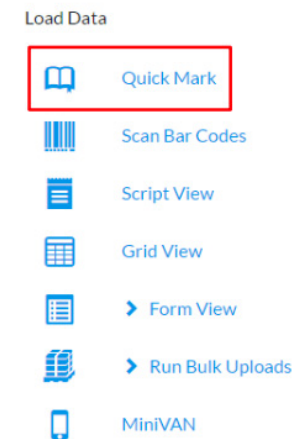 Load Data
Quick Mark
Scan Bar Codes
Script View
Grid View
Form View
Run Bulk Uploads
MiniVAN